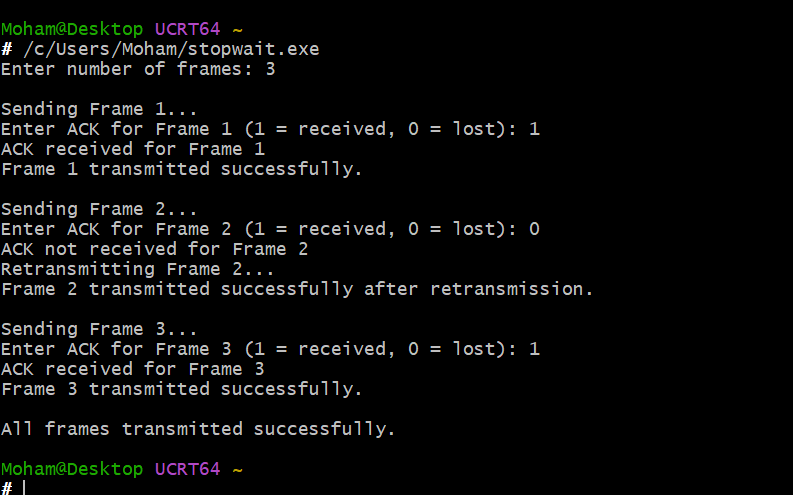 Moham@Desktop UCRT64 ~
# /c/Users/Moham/stopwait.exe
Enter number of frames: 3
Sending Frame 1...
Enter ACK for Frame 1 (1 = received, 0 = lost): 1
ACK received for Frame 1
Frame 1 transmitted successfully.
Sending Frame 2...
Enter ACK for Frame 2 (1 = received, 0 = lost): 0
ACK not received for Frame 2
Retransmitting Frame 2...
Frame 2 transmitted successfully after retransmission.
Sending Frame 3...
Enter ACK for Frame 3 (1 = received, 0 = lost): 1
ACK received for Frame 3
Frame 3 transmitted successfully.
All frames transmitted successfully.
Moham@Desktop UCRT64 ~
#